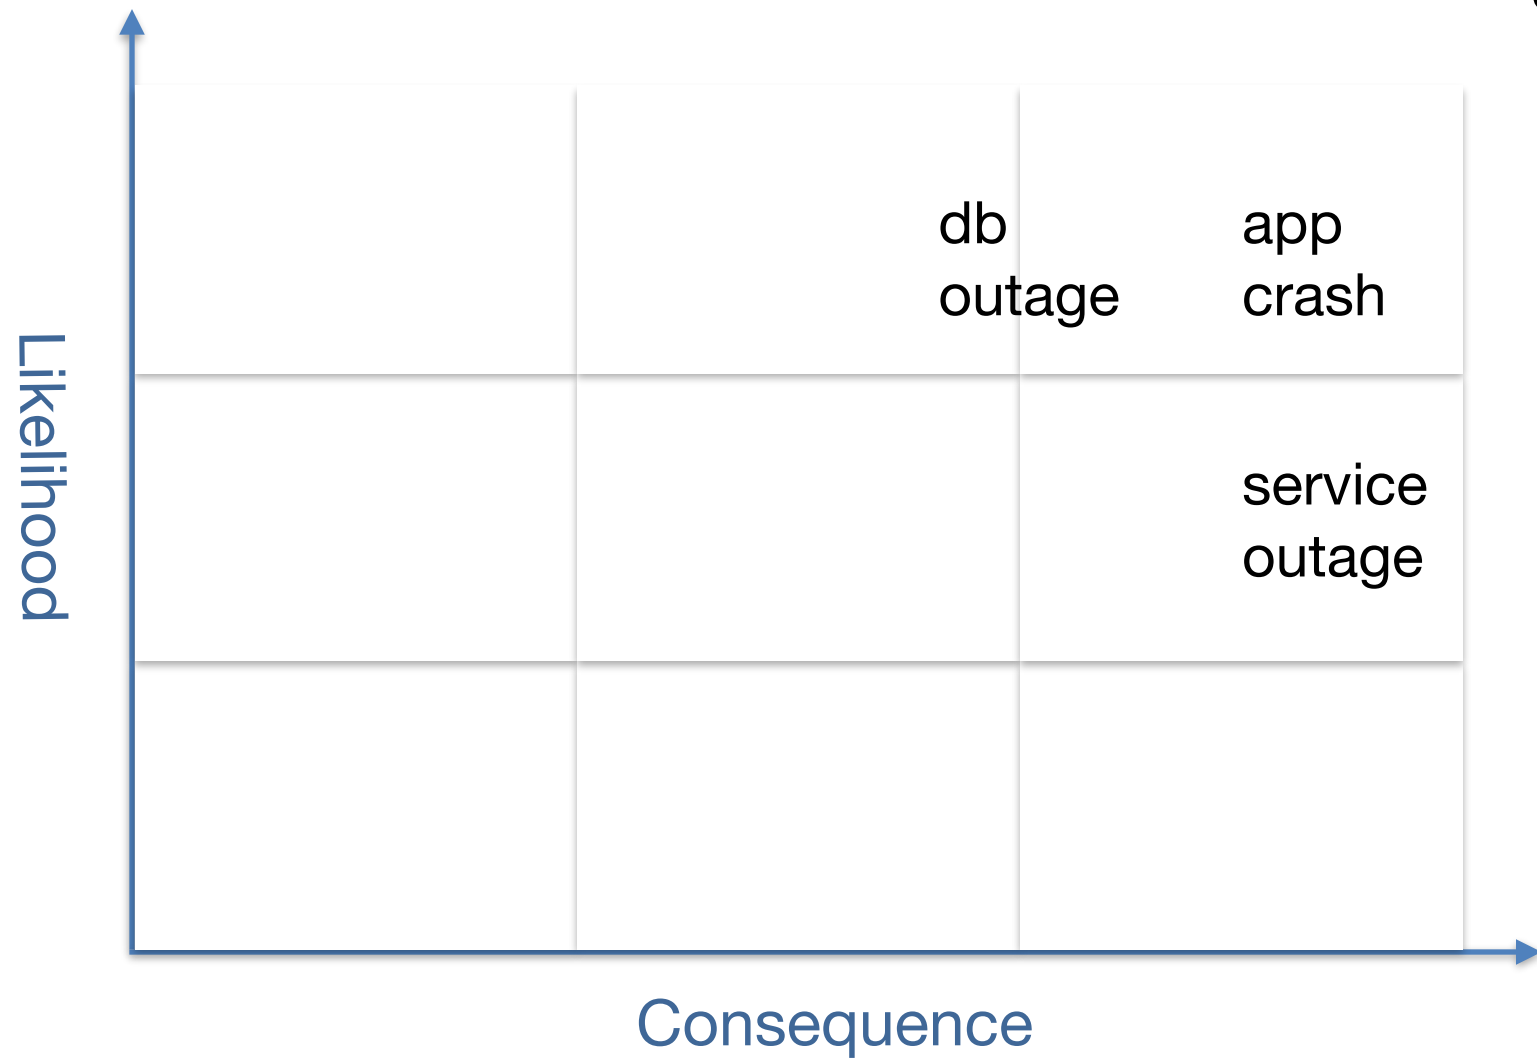 db
outage
app
crash
service
outage
Likelihood
Consequence